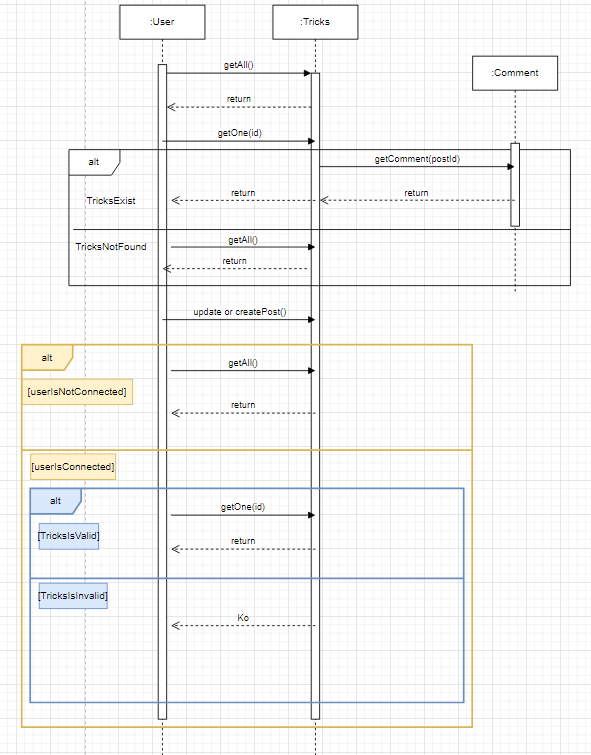 :User
:Tricks
getAll()
:Comment
return
getOne(id)
alt
getComment(postId)
return
return
TricksExist
getAll()
TricksNotFound
return
update or createPost()
alt
getAll()
[userIsNotConnected]
return
[userIsConnected]
alt
getOne(id)
[TricksIsValid]
return
[TricksIsInvalid]
Ko